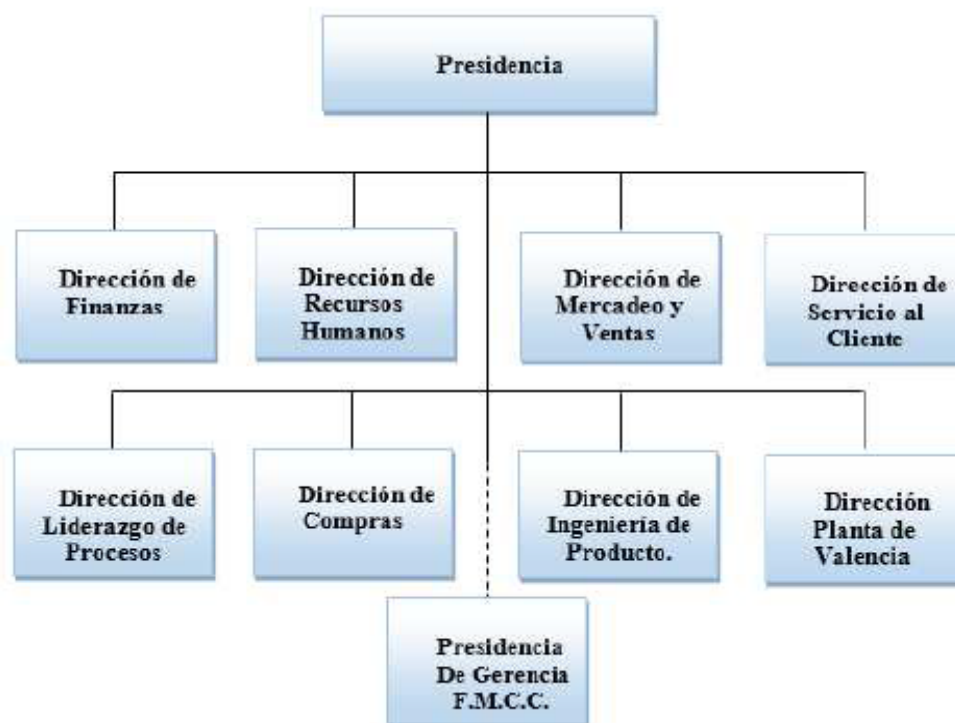 Presidencia
Dirección de
Finanzas
Dirección de
Recursos
Humanos
Dirección de
Mercadeo y
Ventas
Dirección de
Servicio al
Cliente
Dirección de
Liderazgo de
Procesos
Dirección de
Compras
Dirección de
Ingeniería de
Producto.
Dirección
Planta de
Valencia
Presidencia
De Gerencia
F.M.C.C.